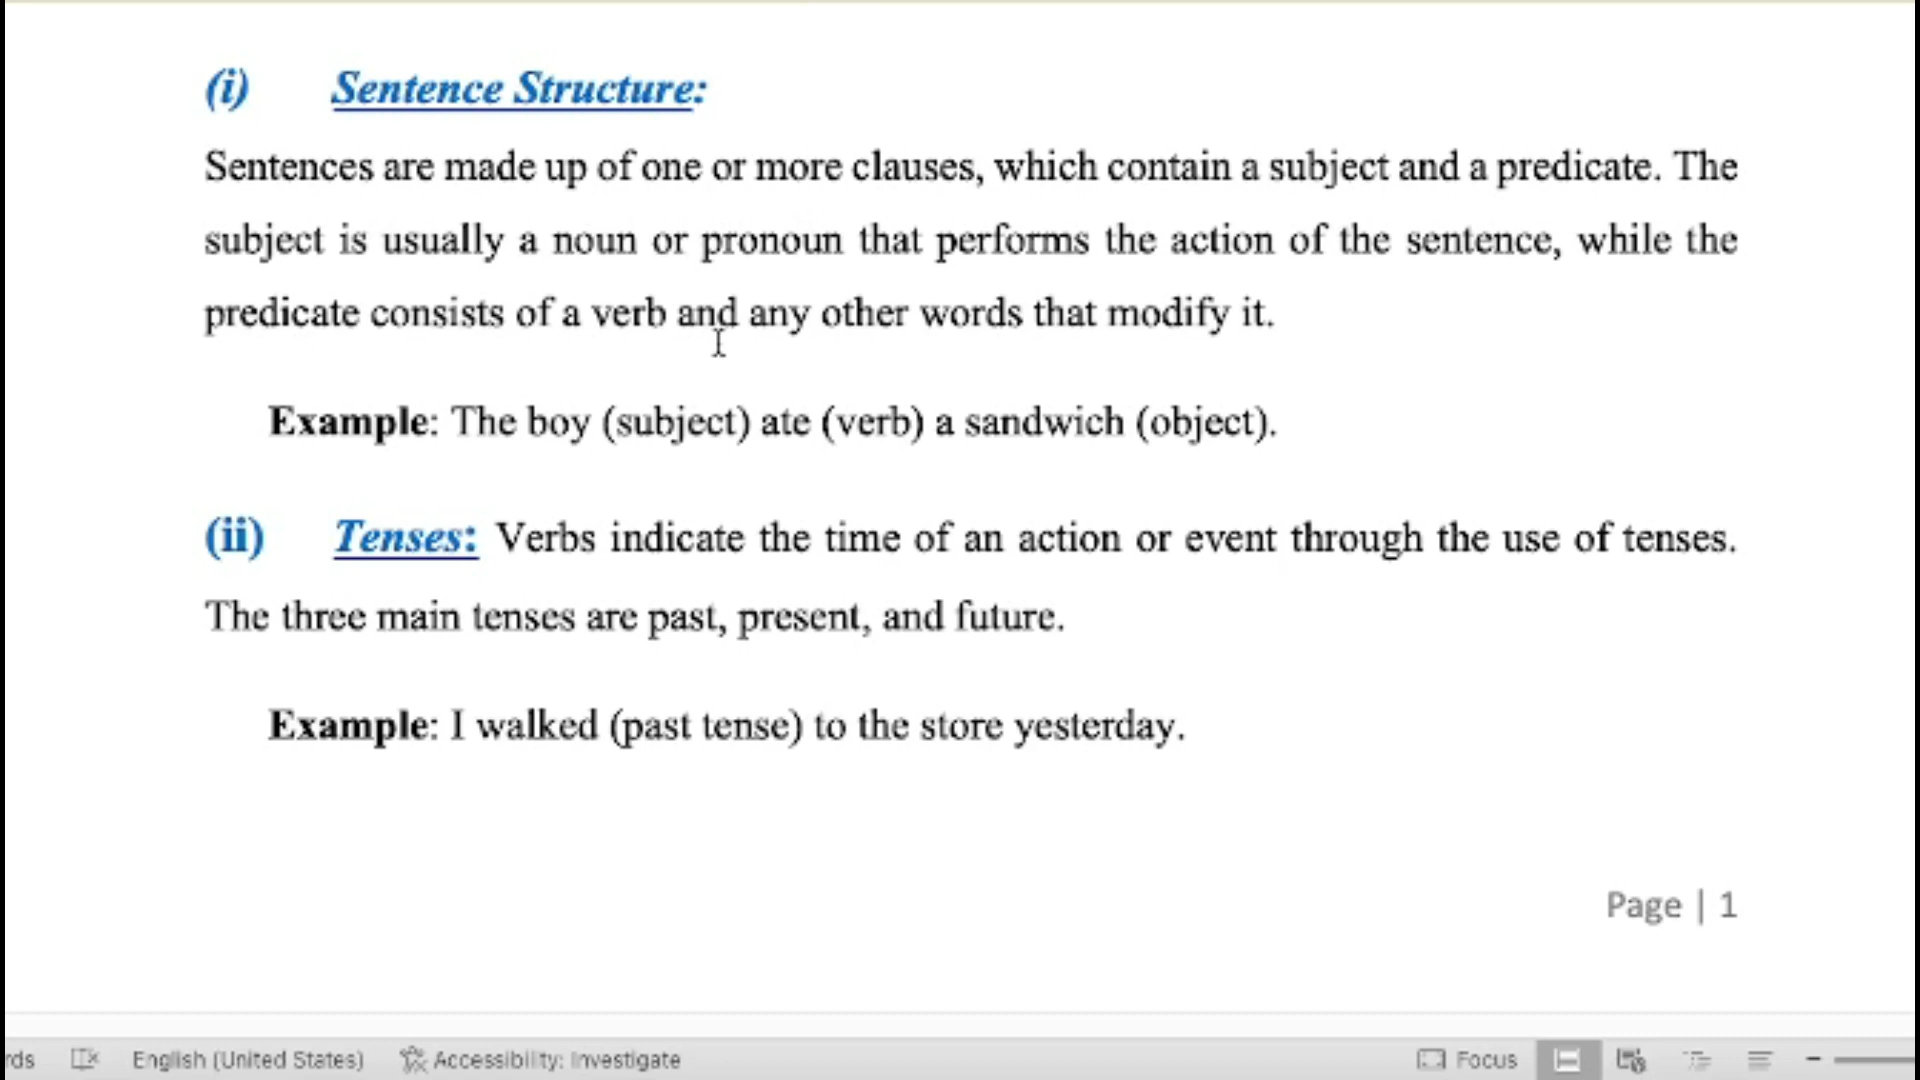 (i) Sentence Structure:
Sentences are made up of one or more clauses, which contain a subject and a predicate. The
subject is usually a noun or pronoun that performs the action of the sentence, while the
predicate consists of a verb and any other words that modify it.
Example: The boy (subject) ate (verb) a sandwich (object).
(ii) Tenses: Verbs indicate the time of an action or event through the use of tenses.
The three main tenses are past, present, and future.
Example: I walked (past tense) to the store yesterday.
Page | 1
rds English (United States) Accessibility: Investigate Focus